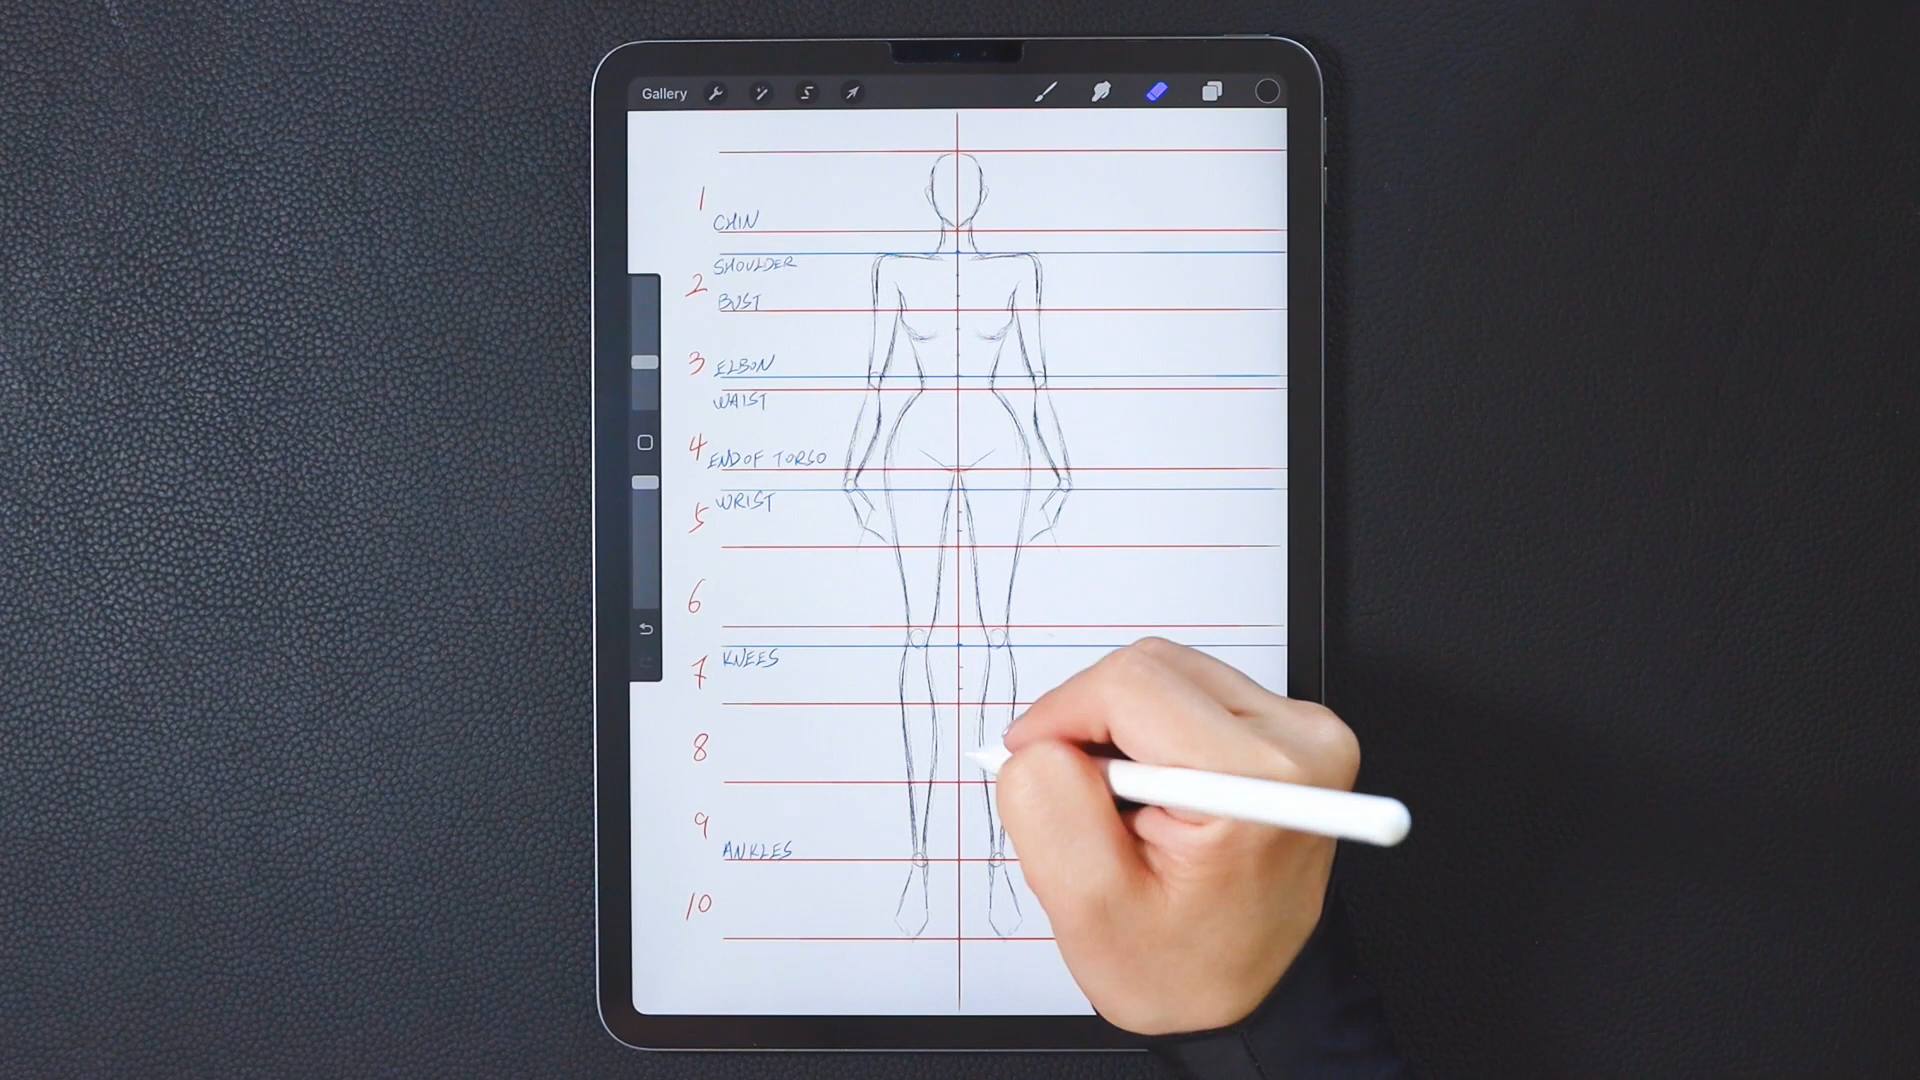 Gallery
1
CHIN
SHOULDER
2
BUST
3
ELBON
WAIST
4
END OF TORSO
WRIST
5
6
KNEES
7
8
9
ANKLES
10